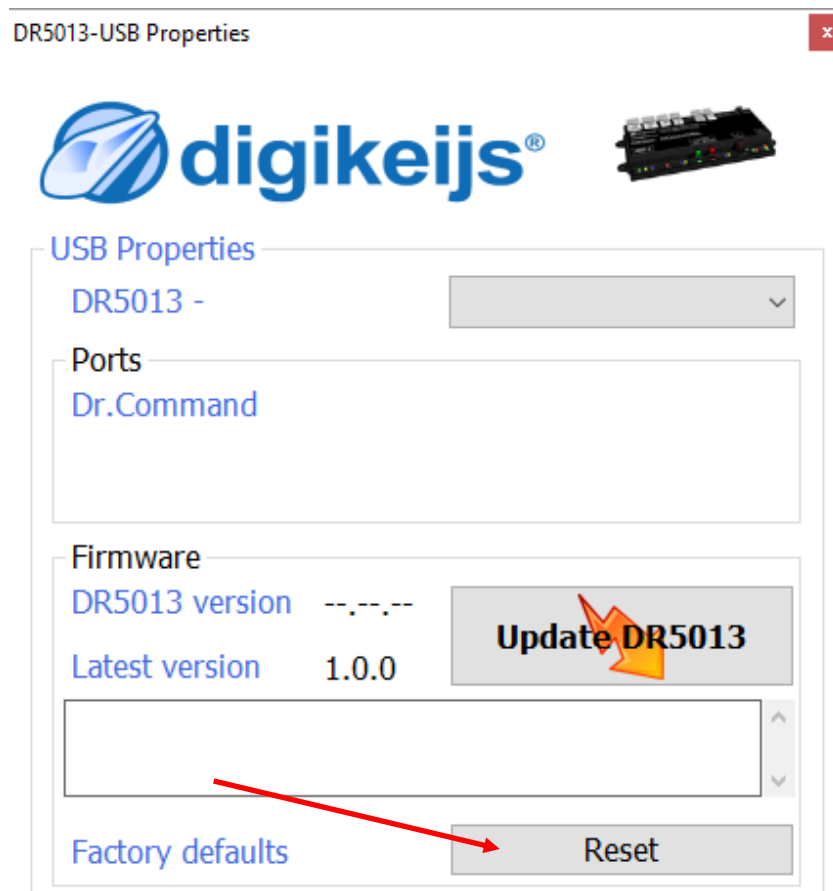 DR5013-USB Properties
x
digikeijs®
USB Properties
DR5013 -
Ports
Dr.Command
Firmware
DR5013 version --.--.--
Update DR5013
Latest version 1.0.0
Factory defaults Reset